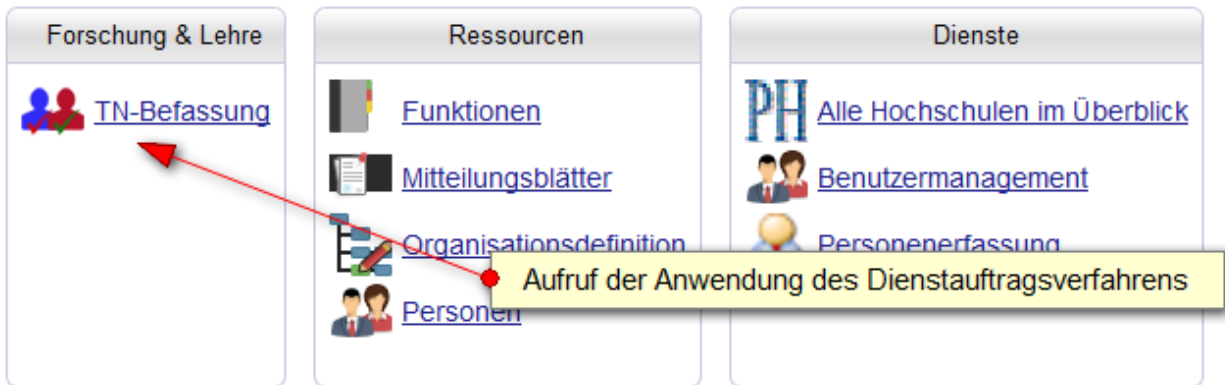 Forschung & Lehre
TN-Befassung
Ressourcen
Funktionen
Mitteilungsblätter
Organisationsdefinition
Personen
Dienste
PH Alle Hochschulen im Überblick
Benutzermanagement
Personenerfassung
Aufruf der Anwendung des Dienstauftragsverfahrens